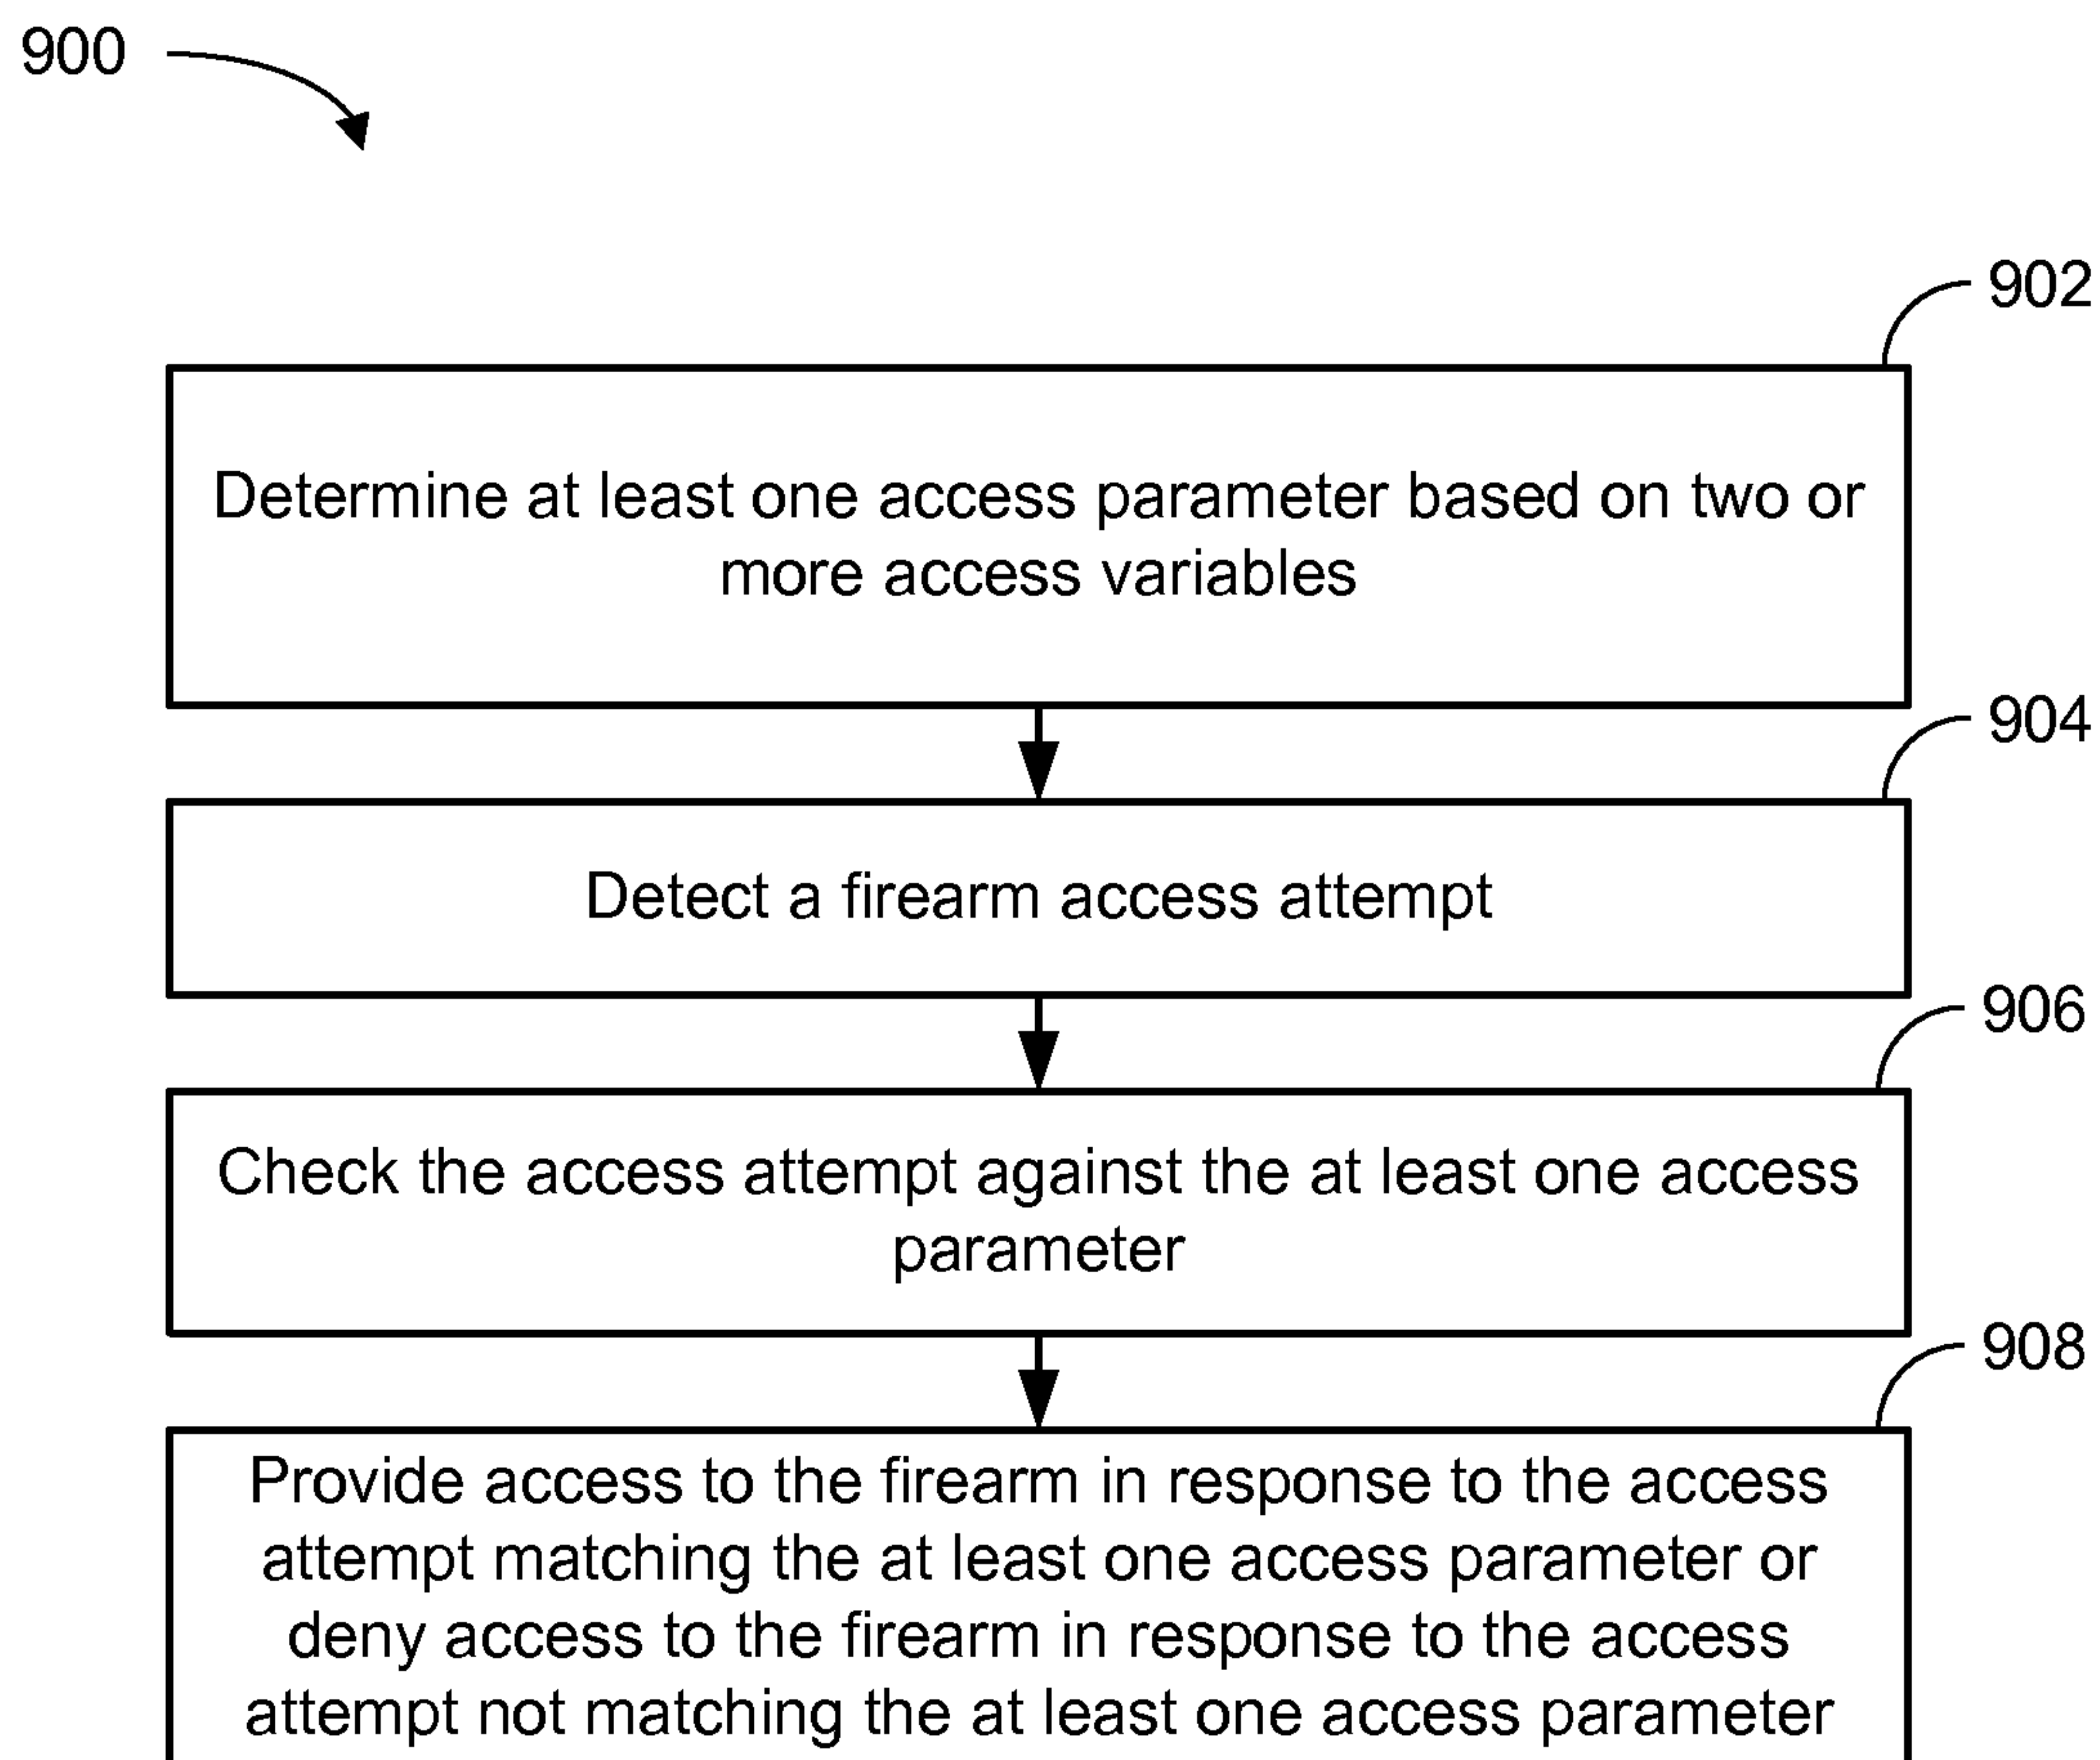 900
902
Determine at least one access parameter based on two or
more access variables
904
Detect a firearm access attempt
906
Check the access attempt against the at least one access
parameter
908
Provide access to the firearm in response to the access
attempt matching the at least one access parameter or
deny access to the firearm in response to the access
attempt not matching the at least one access parameter